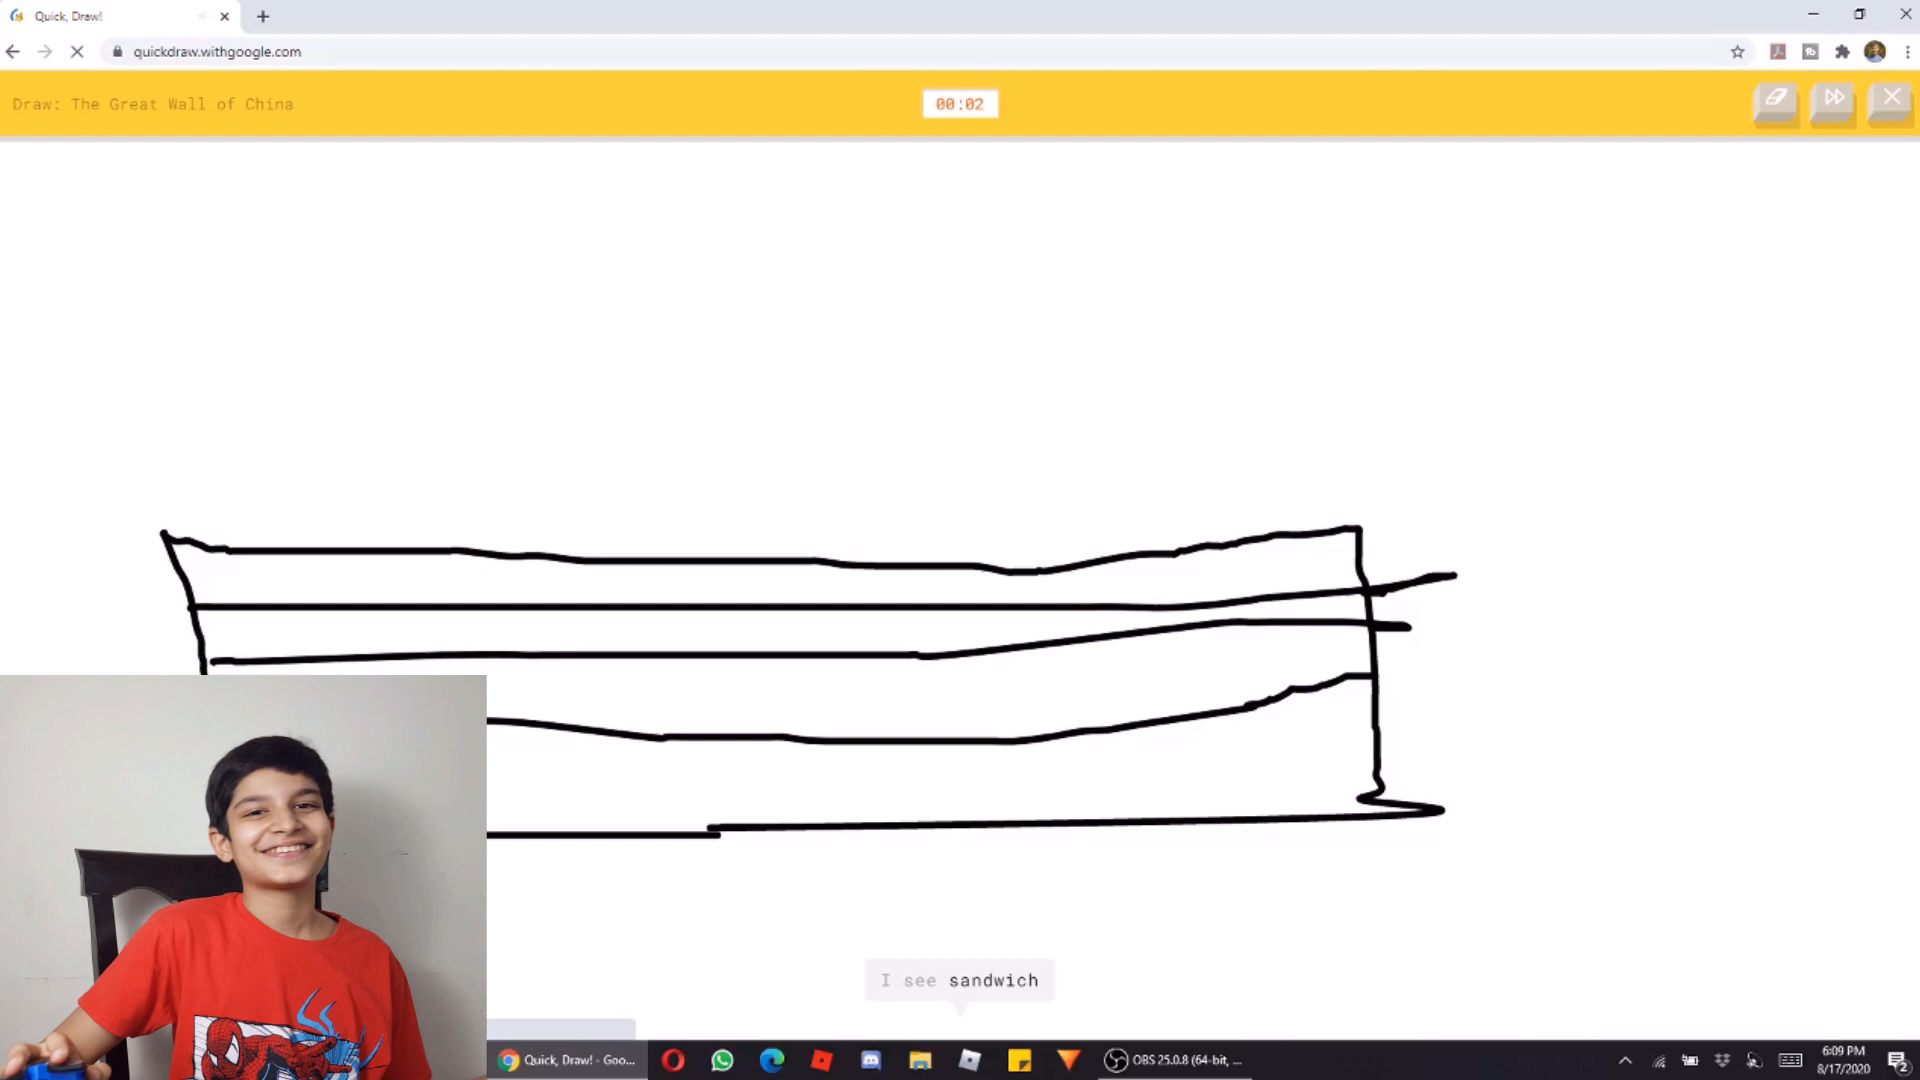 Quick, Draw!
quickdraw.withgoogle.com
Draw: The Great Wall of China
00:02
I see sandwich
Quick, Draw! - Goo...
OBS 25.0.8 (64-bit, ...
6:09 PM
8/17/2020
2